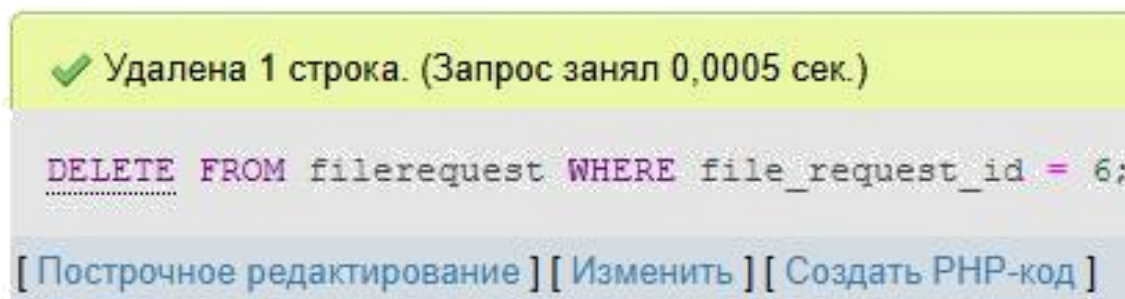 Удалена 1 строка. (Запрос занял 0,0005 сек.)
DELETE FROM filerequest WHERE file_request_id = 6;
[ Построчное редактирование ] [ Изменить ] [ Создать PHP-код ]